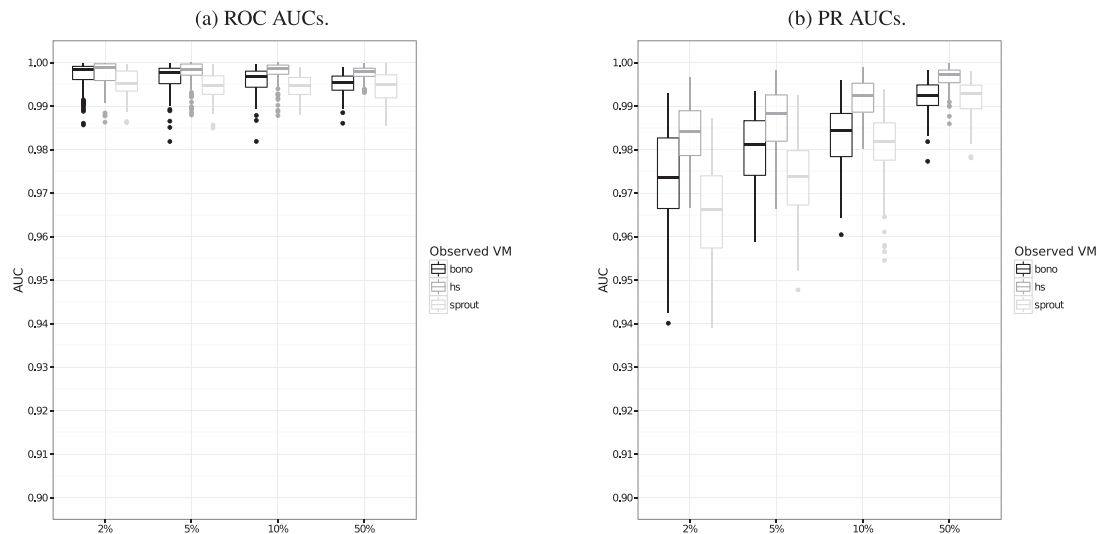 (a) ROC AUCs.
1.00
0.99
0.98
0.97
0.96
0.95
0.94
0.93
0.92
0.91
0.90
AUC
2%
5%
10%
50%
Observed VM
bono
hs
sprout
(b) PR AUCs.
1.00
0.99
0.98
0.97
0.96
0.95
0.94
0.93
0.92
0.91
0.90
AUC
2%
5%
10%
50%
Observed VM
bono
hs
sprout